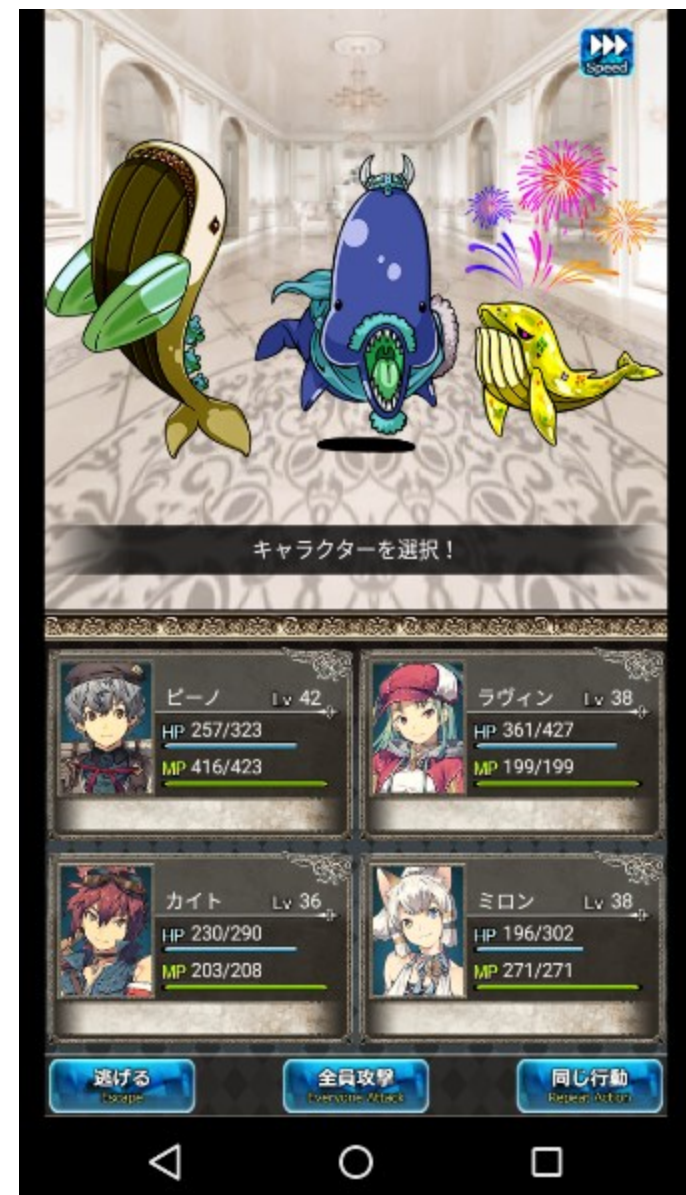 Speed
キャラクターを選択！
ピーノ Lv 42
HP 257/323
MP 416/423
ラヴィン Lv 38
HP 361/427
MP 199/199
カイト Lv 36
HP 230/290
MP 203/208
ミロン Lv 38
HP 196/302
MP 271/271
逃げる
Escape
全員攻撃
Everyone Attack
同じ行動
Repeat Action